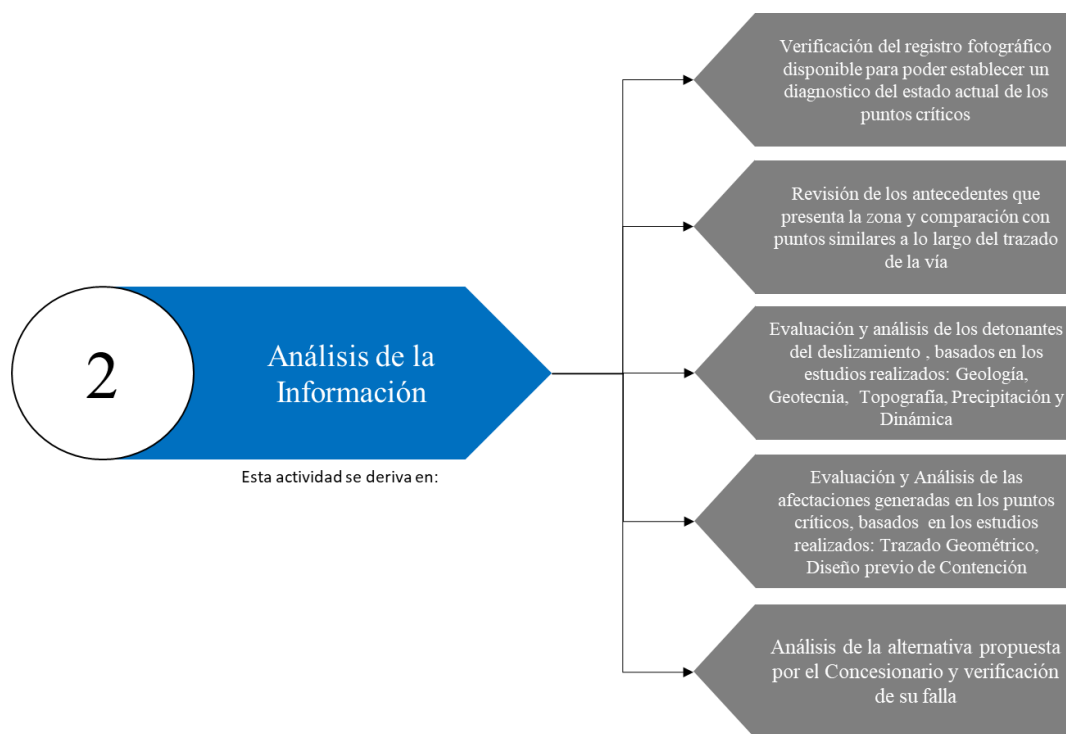 2
Análisis de la
Información
Esta actividad se deriva en:
Verificación del registro fotográfico
disponible para poder establecer un
diagnostico del estado actual de los
puntos críticos
Revisión de los antecedentes que
presenta la zona y comparación con
puntos similares a lo largo del trazado
de la vía
Evaluación y análisis de los detonantes
del deslizamiento , basados en los
estudios realizados: Geología,
Geotecnia, Topografía, Precipitación y
Dinámica
Evaluación y Análisis de las
afectaciones generadas en los puntos
críticos, basados en los estudios
realizados: Trazado Geométrico,
Diseño previo de Contención
Análisis de la alternativa propuesta
por el Concesionario y verificación
de su falla